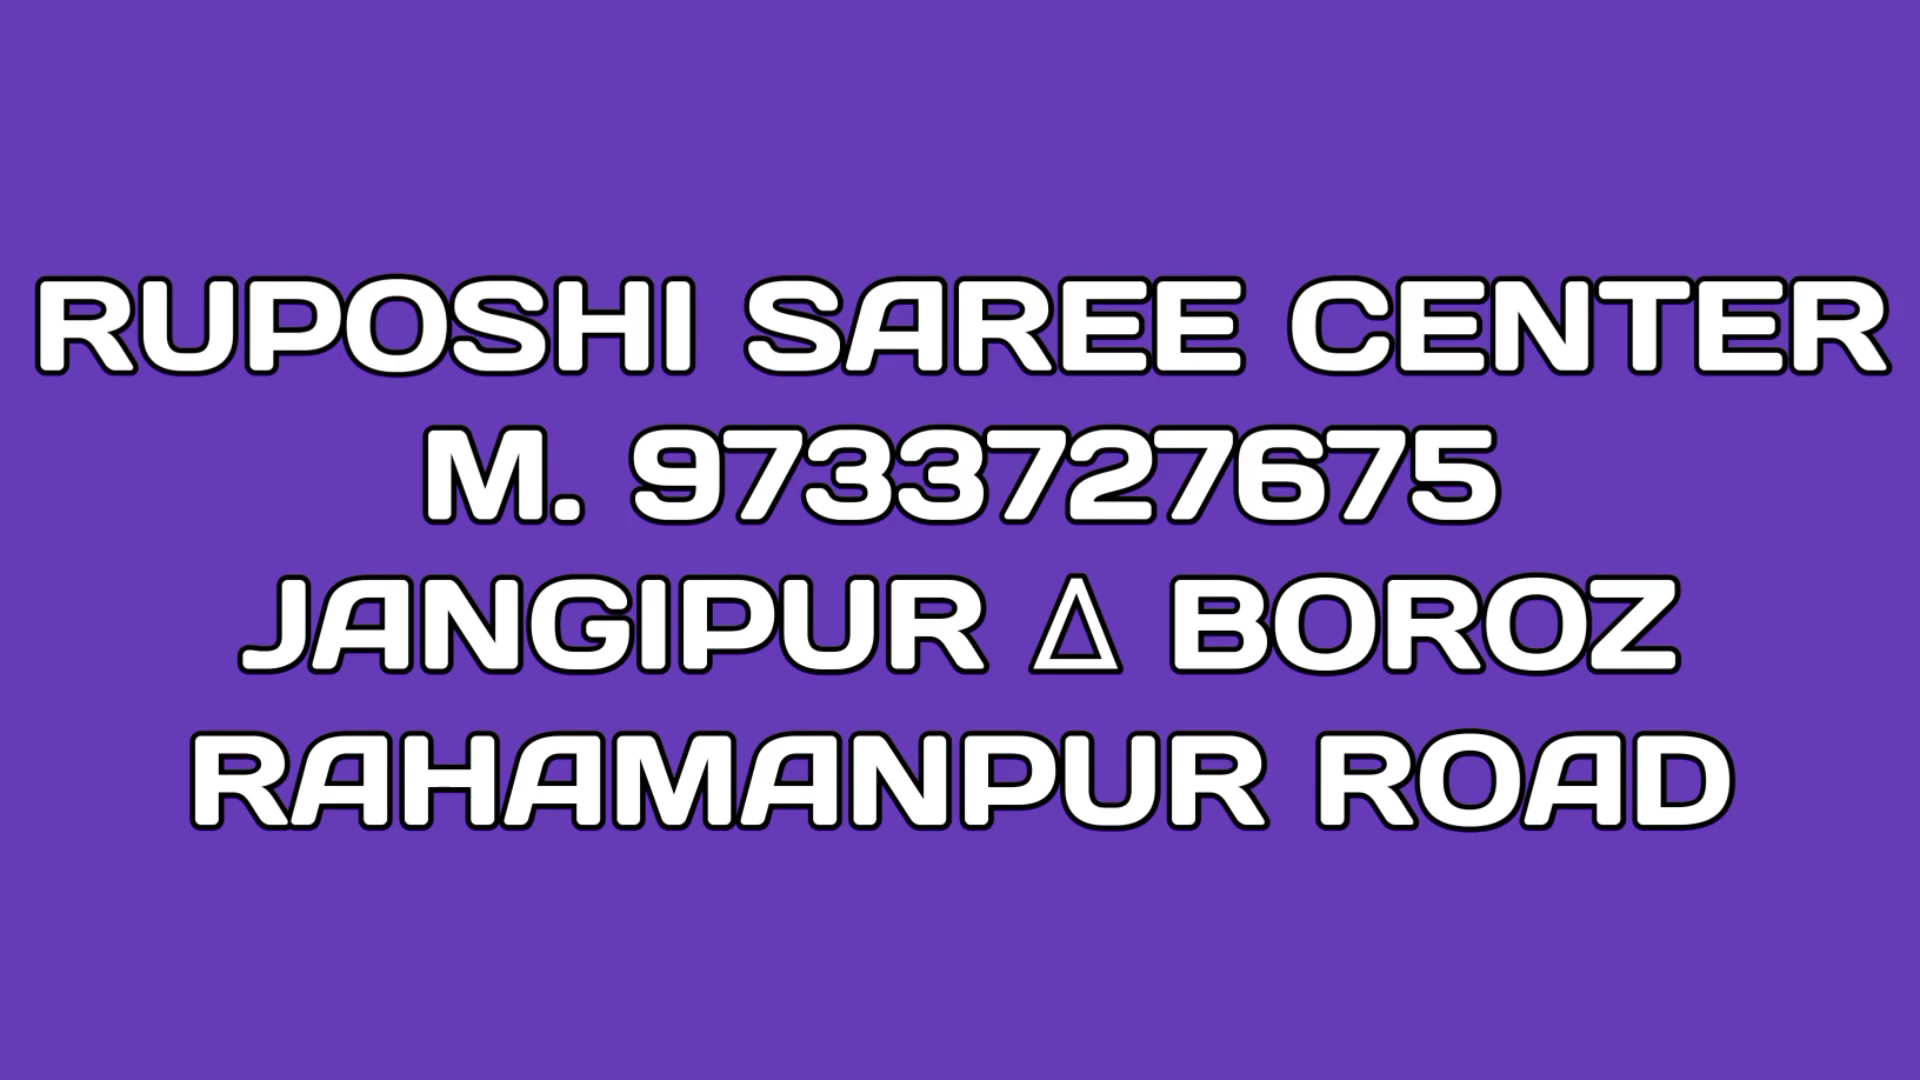 RUPOSHI SAREE CENTER
M. 9733727675
JANGIPUR ∆ BOROZ
RAHAMANPUR ROAD